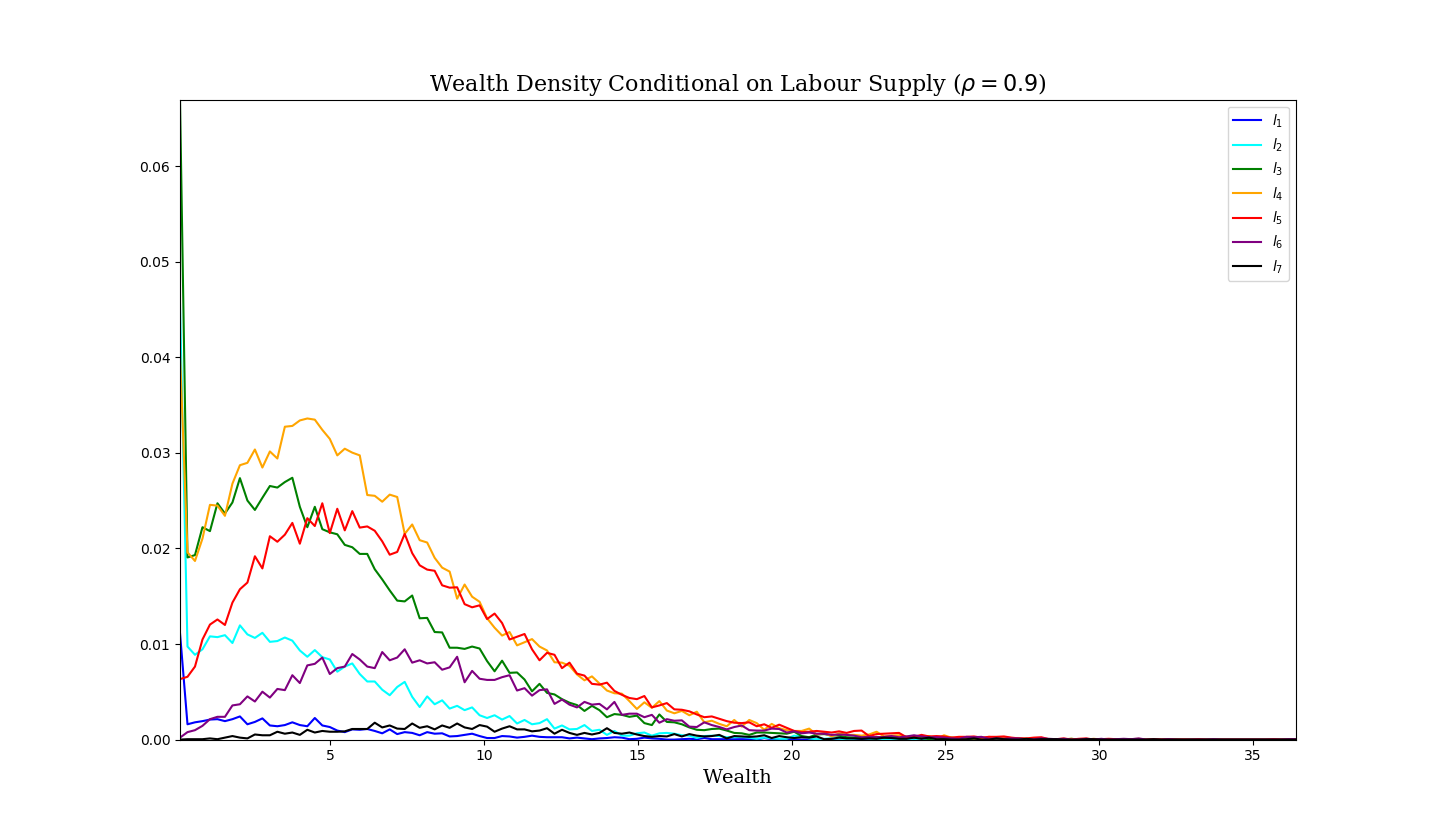 Wealth Density Conditional on Labour Supply (ρ = 0.9)
0.06
0.05
0.04
0.03
0.02
0.01
0.00
l₁
l₂
l₃
l₄
l₅
l₆
l₇
5 10 15 20 25 30 35
Wealth